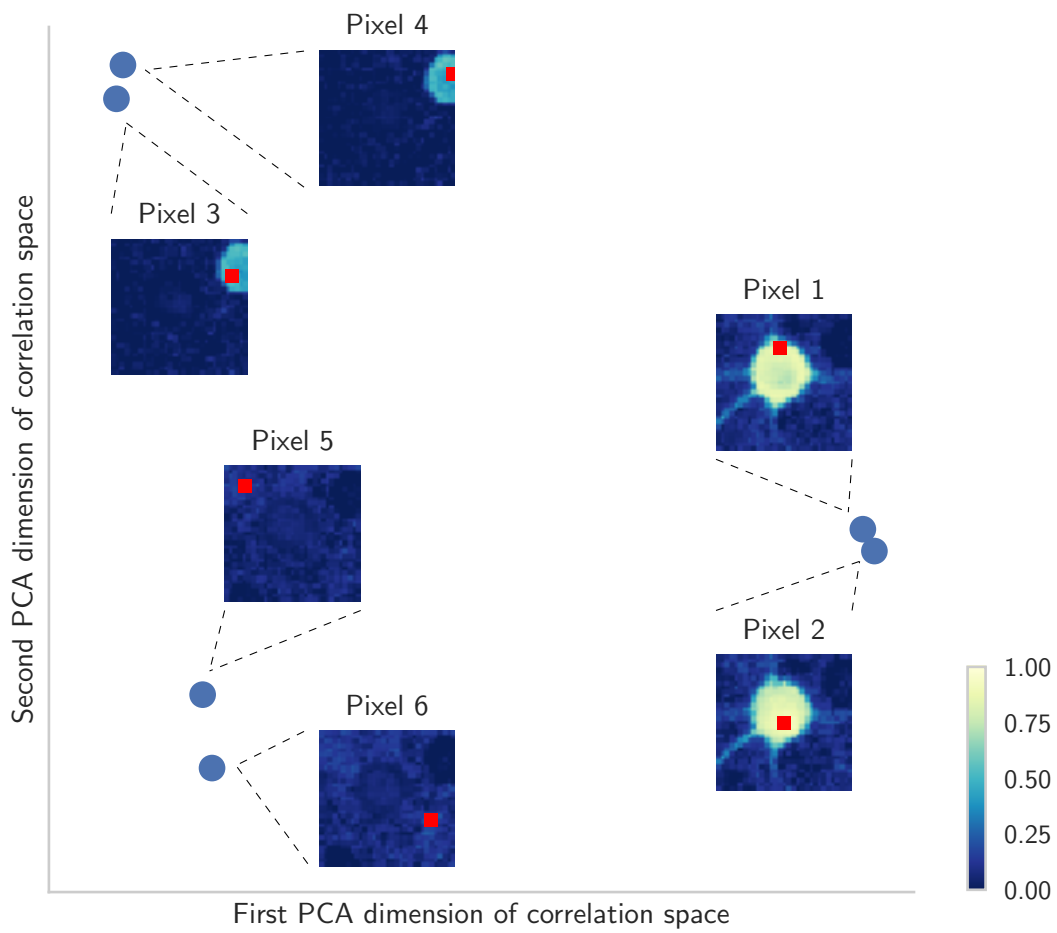 Pixel 4
Pixel 3
Pixel 1
Pixel 5
Pixel 2
Pixel 6
1.00
0.75
0.50
0.25
0.00
Second PCA dimension of correlation space
First PCA dimension of correlation space